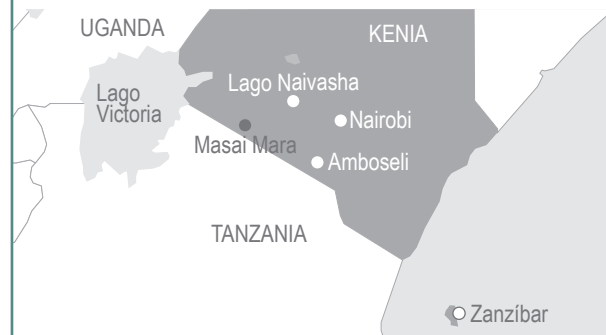 UGANDA
KENIA
Lago
Victoria
Lago Naivasha
Nairobi
Masai Mara
Amboseli
TANZANIA
Zanzíbar